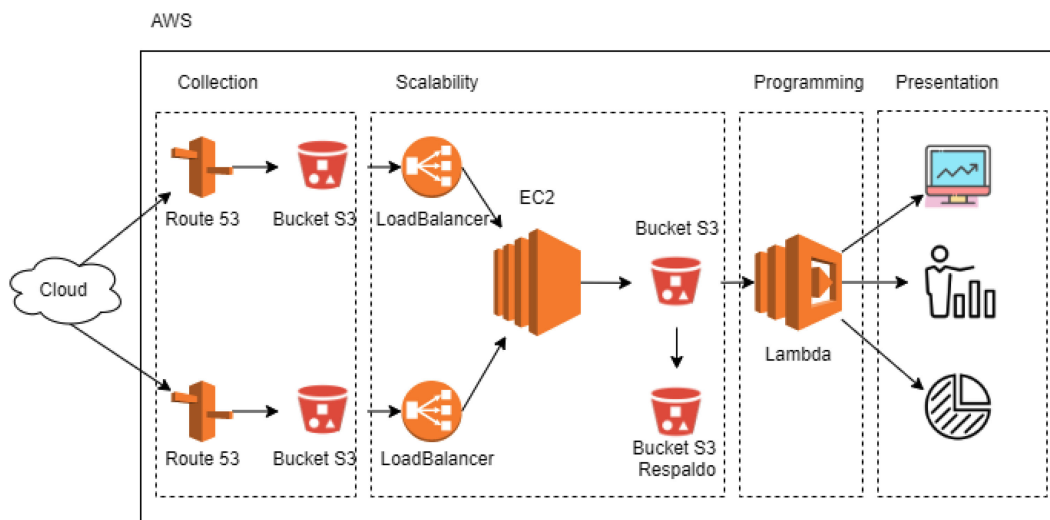 AWS
Collection
Scalability
Programming
Presentation
Route 53
Bucket S3
LoadBalancer
EC2
Bucket S3
Cloud
Lambda
Route 53
Bucket S3
LoadBalancer
Bucket S3
Respaldo